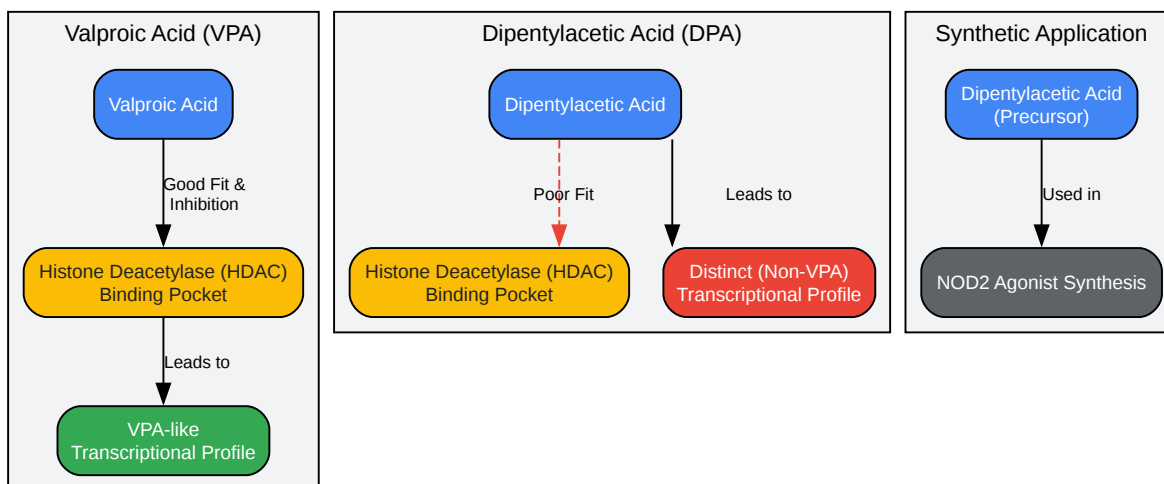 Valproic Acid (VPA)
Valproic Acid
Good Fit &
Inhibition
Histone Deacetylase (HDAC)
Binding Pocket
Leads to
VPA-like
Transcriptional Profile
Dipentylacetic Acid (DPA)
Dipentylacetic Acid
Poor Fit
Leads to
Histone Deacetylase (HDAC)
Binding Pocket
Distinct (Non-VPA)
Transcriptional Profile
Synthetic Application
Dipentylacetic Acid
(Precursor)
Used in
NOD2 Agonist Synthesis